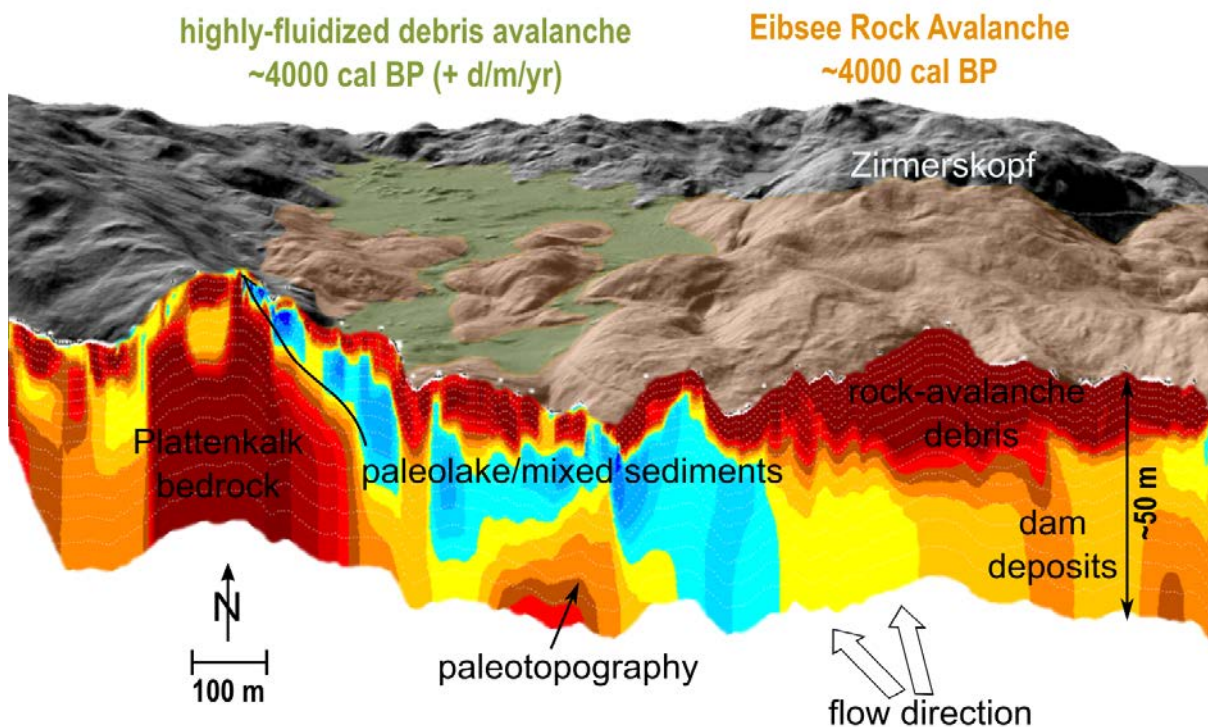 highly-fluidized debris avalanche
~4000 cal BP (+ d/m/yr)
Eibsee Rock Avalanche
~4000 cal BP
Zirmerskopf
rock-avalanche
debris
Plattenkalk
bedrock
paleolake/mixed sediments
~50 m
dam
deposits
N
100 m
paleotopography
flow direction